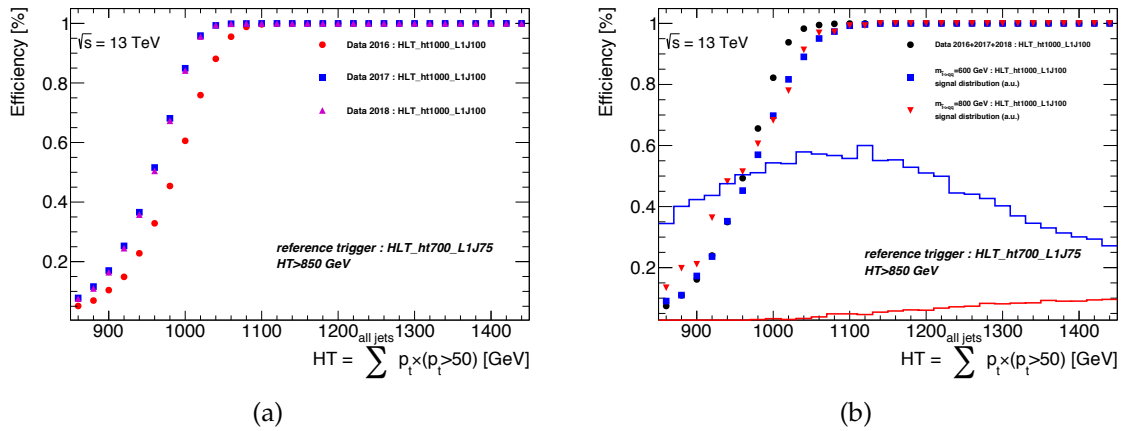 Efficiency [%]
1
0.8
0.6
0.4
0.2
√s = 13 TeV
Data 2016 : HLT_ht1000_L1J100
Data 2017 : HLT_ht1000_L1J100
Data 2018 : HLT_ht1000_L1J100
reference trigger : HLT_ht700_L1J75
HT>850 GeV
900 1000 1100 1200 1300 1400
all jets
HT = ∑ p_t×(p_t>50) [GeV]
(a)
Efficiency [%]
1
0.8
0.6
0.4
0.2
√s = 13 TeV
Data 2016+2017+2018 : HLT_ht1000_L1J100
=600 GeV : HLT_ht1000_L1J100
signal distribution (a.u.)
=800 GeV : HLT_ht1000_L1J100
signal distribution (a.u.)
reference trigger : HLT_ht700_L1J75
HT>850 GeV
900 1000 1100 1200 1300 1400
all jets
HT = ∑ p_t×(p_t>50) [GeV]
(b)